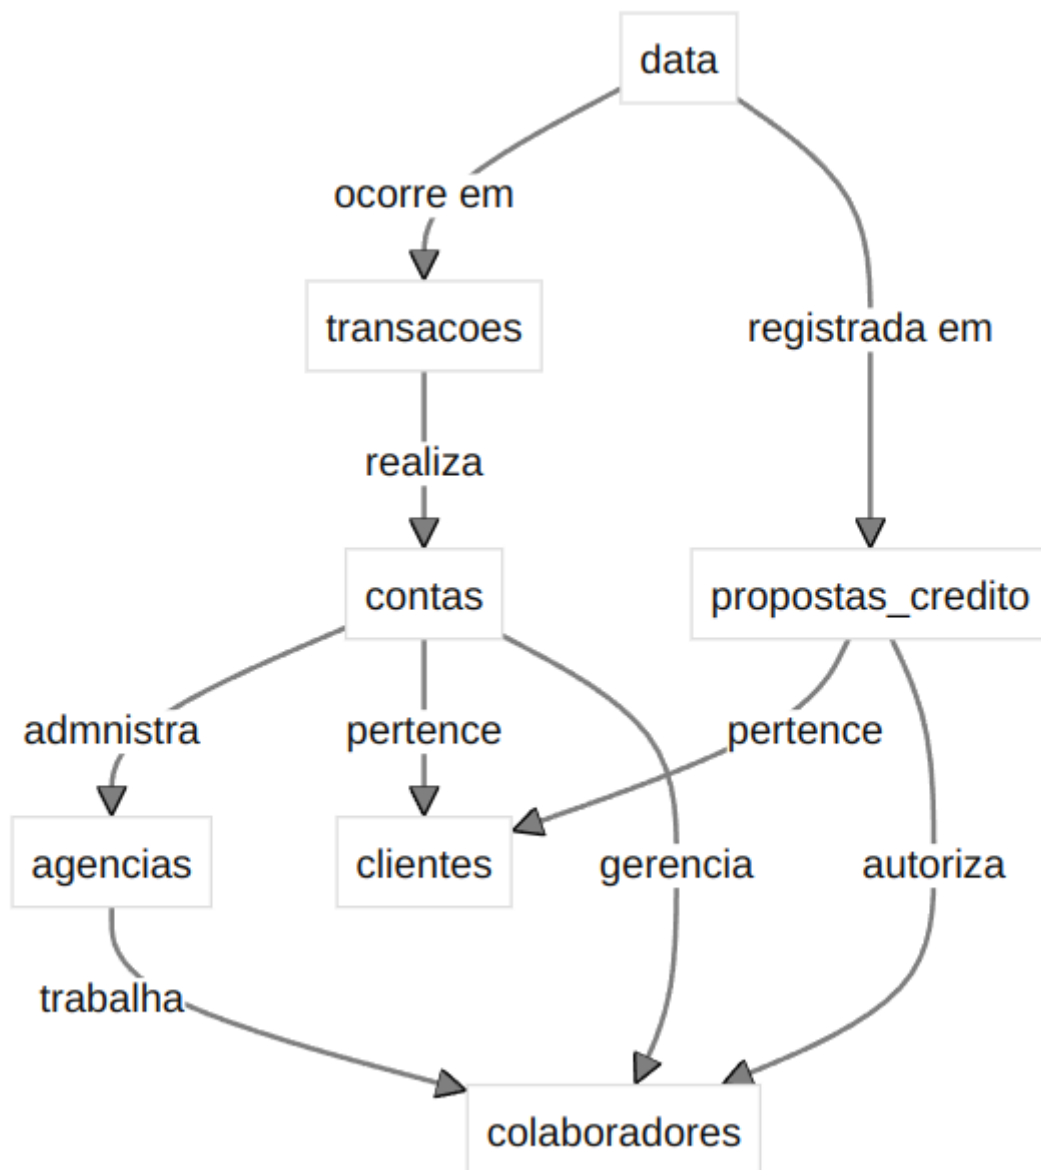 data
ocorre em
transacoes
registrada em
realiza
contas
propostas_credito
admnistra
pertence
pertence
agencias
clientes
gerencia
autoriza
trabalha
colaboradores